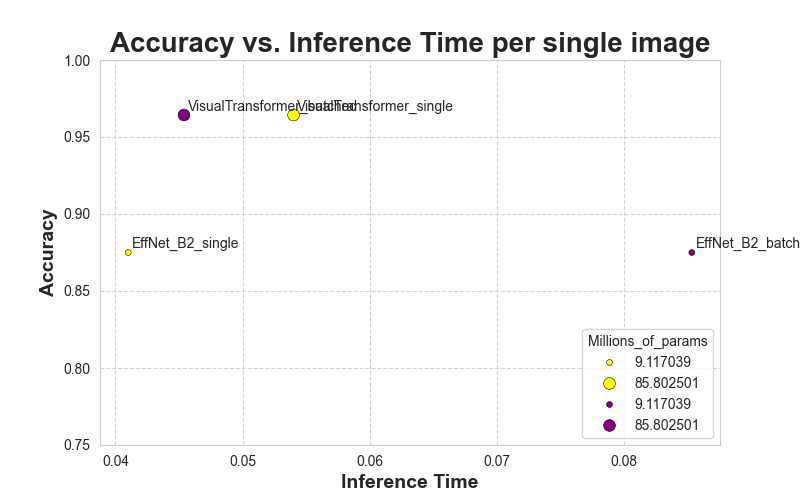 Accuracy vs. Inference Time per single image
Accuracy
1.00
0.95
0.90
0.85
0.80
0.75
VisualTransformer_batched
VisualTransformer_single
EffNet_B2_single
EffNet_B2_batch
Millions_of_params
9.117039
85.802501
9.117039
85.802501
0.04 0.05 0.06 0.07 0.08
Inference Time